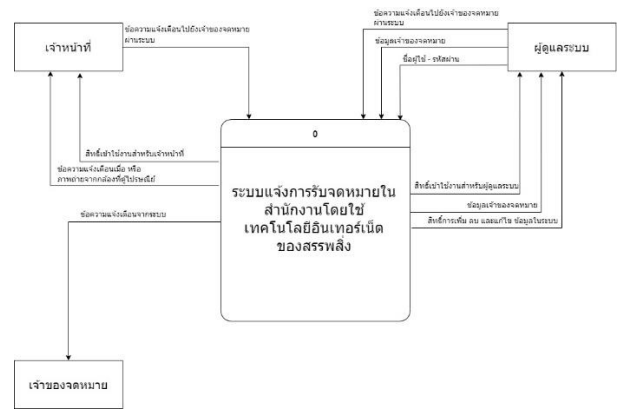 ข้อความแจ้งเตือนไปยังเจ้าของจดหมาย
ผ่านระบบ
เจ้าหน้าที่
ข้อความแจ้งเตือนไปยังเจ้าของจดหมาย
ผ่านระบบ
ข้อมูลเจ้าของจดหมาย
ชื่อผู้ใช้ - รหัสผ่าน
ผู้ดูแลระบบ
0
ระบบแจ้งการรับจดหมายใน
สำนักงานโดยใช้
เทคโนโลยีอินเทอร์เน็ต
ของสรรพสิ่ง
สิทธิ์เข้าใช้งานสำหรับเจ้าหน้าที่
ข้อความแจ้งเตือนเมื่อ หรือ
ภาพถ่ายจากกล้องที่ตู้ไปรษณีย์
ข้อความแจ้งเตือนจากระบบ
สิทธิ์เข้าใช้งานสำหรับผู้ดูแลระบบ
ข้อมูลเจ้าของจดหมาย
สิทธิ์การเพิ่ม ลบ และแก้ไข ข้อมูลในระบบ
เจ้าของจดหมาย